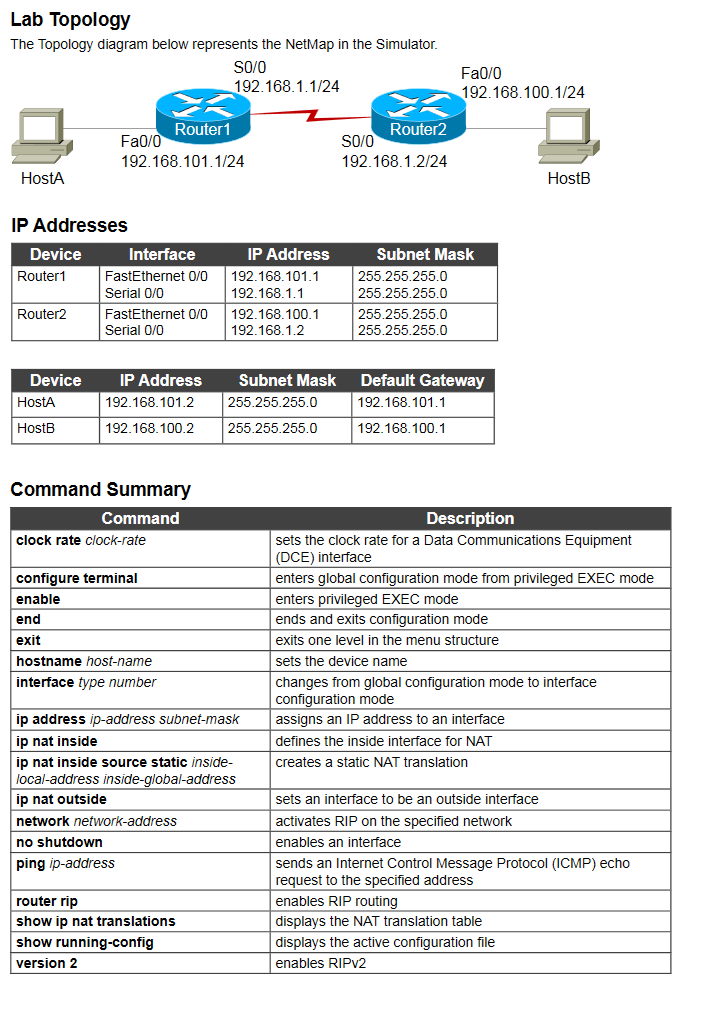 Lab Topology
The Topology diagram below represents the NetMap in the Simulator.
S0/0
192.168.1.1/24
Fa0/0
192.168.100.1/24
Router1
Router2
Fa0/0
192.168.101.1/24
S0/0
192.168.1.2/24
HostA
HostB
IP Addresses
Device Interface IP Address Subnet Mask
Router1 FastEthernet 0/0 192.168.101.1 255.255.255.0
Serial 0/0 192.168.1.1 255.255.255.0
Router2 FastEthernet 0/0 192.168.100.1 255.255.255.0
Serial 0/0 192.168.1.2 255.255.255.0
Device IP Address Subnet Mask Default Gateway
HostA 192.168.101.2 255.255.255.0 192.168.101.1
HostB 192.168.100.2 255.255.255.0 192.168.100.1
Command Summary
Command Description
clock rate clock-rate sets the clock rate for a Data Communications Equipment
(DCE) interface
configure terminal enters global configuration mode from privileged EXEC mode
enable enters privileged EXEC mode
end ends and exits configuration mode
exit exits one level in the menu structure
hostname host-name sets the device name
interface type number changes from global configuration mode to interface
configuration mode
ip address ip-address subnet-mask assigns an IP address to an interface
ip nat inside defines the inside interface for NAT
ip nat inside source static inside- creates a static NAT translation
local-address inside-global-address
ip nat outside sets an interface to be an outside interface
network network-address activates RIP on the specified network
no shutdown enables an interface
ping ip-address sends an Internet Control Message Protocol (ICMP) echo
request to the specified address
router rip enables RIP routing
show ip nat translations displays the NAT translation table
show running-config displays the active configuration file
version 2 enables RIPv2